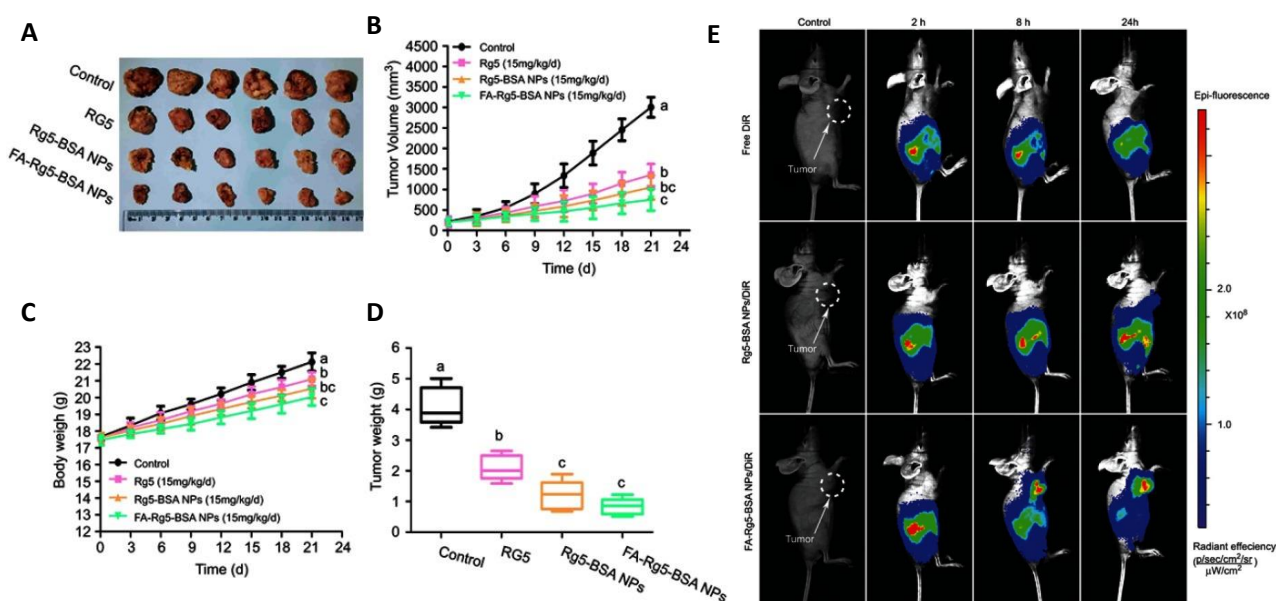 A
Control
RG5
Rg5-BSA NPs
FA-Rg5-BSA NPs
B
Control
Rg5 (15mg/kg/d)
Rg5-BSA NPs (15mg/kg/d)
FA-Rg5-BSA NPs (15mg/kg/d)
Tumor Volume (mm³)
4500
4000
3500
3000
2500
2000
1500
1000
500
0
a
b
bc
c
0 3 6 9 12 15 18 21 24
Time (d)
C
Body weigh (g)
23
22
21
20
19
18
17
16
15
14
13
12
a
b
bc
c
Control
Rg5 (15mg/kg/d)
Rg5-BSA NPs (15mg/kg/d)
FA-Rg5-BSA NPs (15mg/kg/d)
0 3 6 9 12 15 18 21 24
Time (d)
D
Tumor weight (g)
6
5
4
3
2
1
0
a
b
c
c
Control
RG5
Rg5-BSA NPs
FA-Rg5-BSA NPs
E
Control 2 h 8 h 24h
Free DiR
Tumor
Rg5-BSA NPs/DiR
Tumor
FA-Rg5-BSA NPs/DiR
Tumor
Epi-fluorescence
2.0
X10⁸
1.0
Radiant effeciency
(p/sec/cm²/sr)
μW/cm²